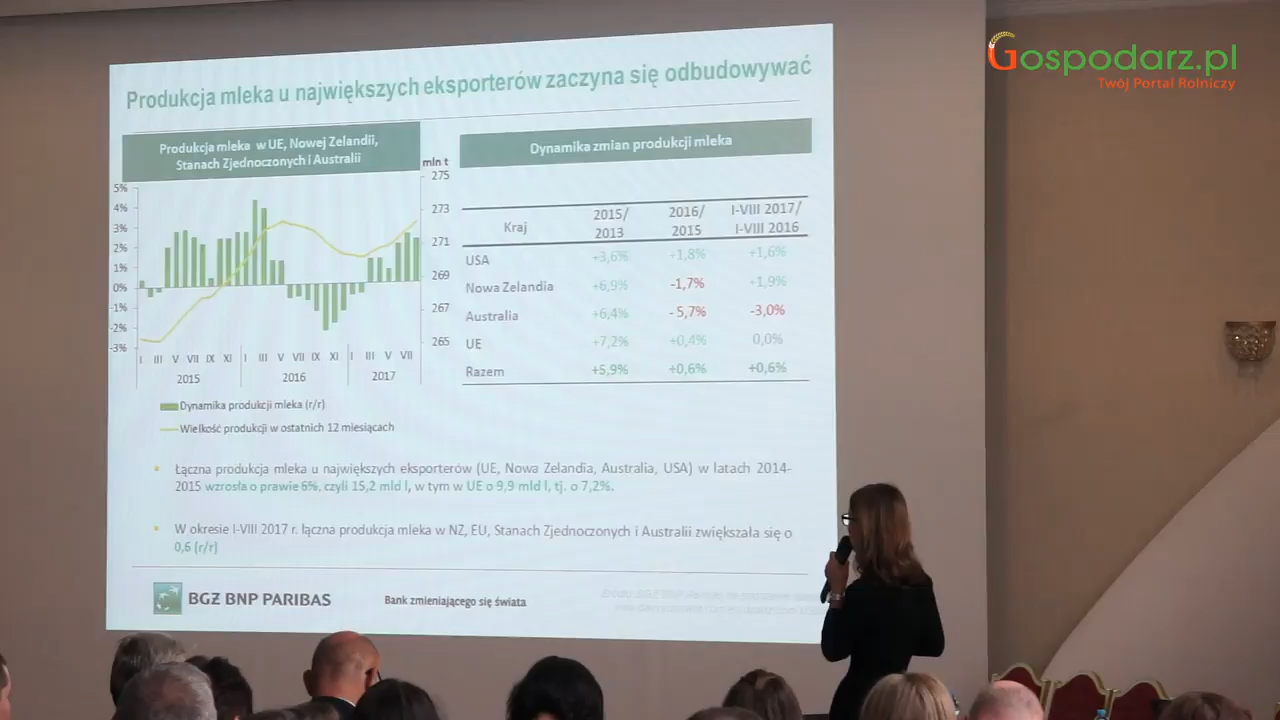 Gospodarz.pl
Twój Portal Rolniczy
Produkcja mleka u największych eksporterów zaczyna się odbudowywać
Produkcja mleka w UE, Nowej Zelandii,
Stanach Zjednoczonych i Australii
mln t
5%
4%
3%
2%
1%
0%
-1%
-2%
-3%
275
273
271
269
267
265
I III V VII IX XI I III V VII IX XI I III V VII
2015 2016 2017
Dynamika produkcji mleka (r/r)
Wielkość produkcji w ostatnich 12 miesiącach
Dynamika zmian produkcji mleka
Kraj 2015/ 2013 2016/ 2015 I-VIII 2017/ I-VIII 2016
USA +3,6% +1,8% +1,6%
Nowa Zelandia +6,9% -1,7% +1,9%
Australia +6,4% - 5,7% -3,0%
UE +7,2% +0,4% 0,0%
Razem +5,9% +0,6% +0,6%
Łączna produkcja mleka u największych eksporterów (UE, Nowa Zelandia, Australia, USA) w latach 2014-
2015 wzrosła o prawie 6%, czyli 15,2 mld l, w tym w UE o 9,9 mld l, tj. o 7,2%.
W okresie I-VIII 2017 r. łączna produkcja mleka w NZ, EU, Stanach Zjednoczonych i Australii zwiększała się o
0,6 (r/r)
BGZ BNP PARIBAS
Bank zmieniającego się świata